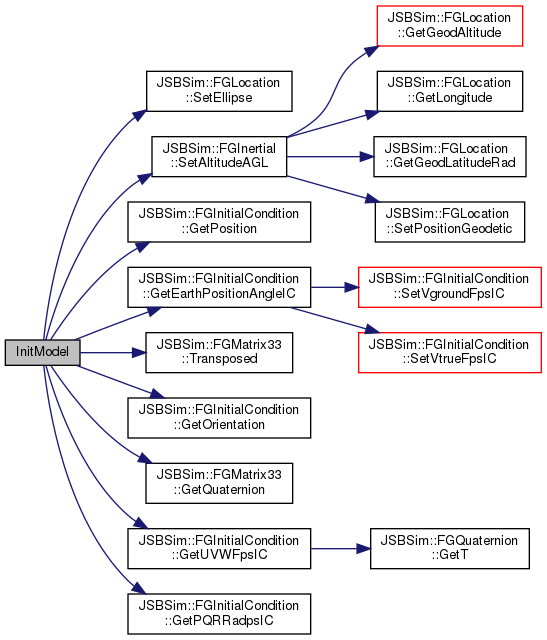 InitModel
JSBSim::FGLocation
::SetEllipse
JSBSim::FGInertial
::SetAltitudeAGL
JSBSim::FGLocation
::GetGeodAltitude
JSBSim::FGLocation
::GetLongitude
JSBSim::FGLocation
::GetGeodLatitudeRad
JSBSim::FGLocation
::SetPositionGeodetic
JSBSim::FGInitialCondition
::GetPosition
JSBSim::FGInitialCondition
::GetEarthPositionAngleIC
JSBSim::FGInitialCondition
::SetVgroundFpsIC
JSBSim::FGInitialCondition
::SetVtrueFpsIC
JSBSim::FGMatrix33
::Transposed
JSBSim::FGInitialCondition
::GetOrientation
JSBSim::FGMatrix33
::GetQuaternion
JSBSim::FGInitialCondition
::GetUVWFpsIC
JSBSim::FGQuaternion
::GetT
JSBSim::FGInitialCondition
::GetPQRRadpsIC